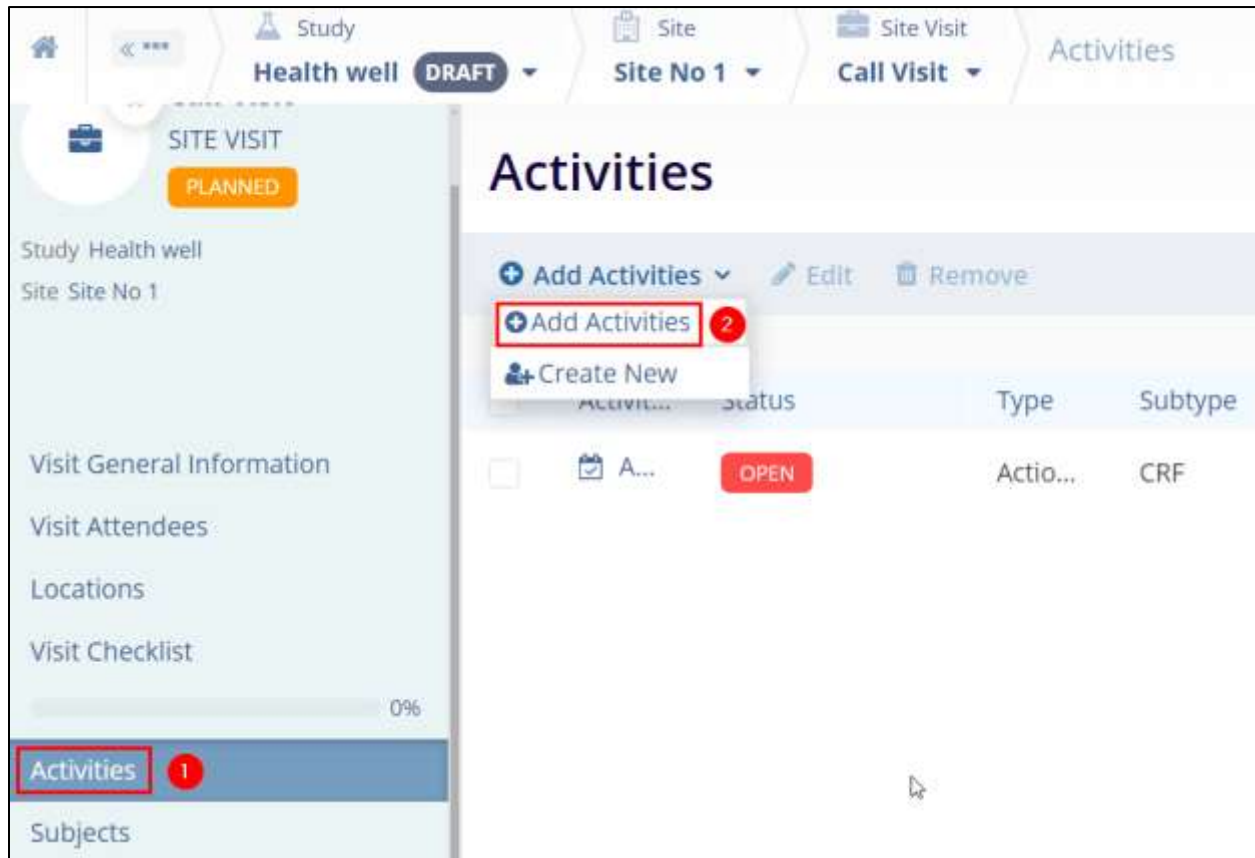 Study Site Site Visit
« *** Health well DRAFT Site No 1 Call Visit Activities
SITE VISIT
PLANNED
Study Health well
Site Site No 1
Activities
Add Activities Edit Remove
Add Activities 2
Create New
Activit... Status Type Subtype
A... OPEN Actio... CRF
Visit General Information
Visit Attendees
Locations
Visit Checklist
0%
Activities 1
Subjects